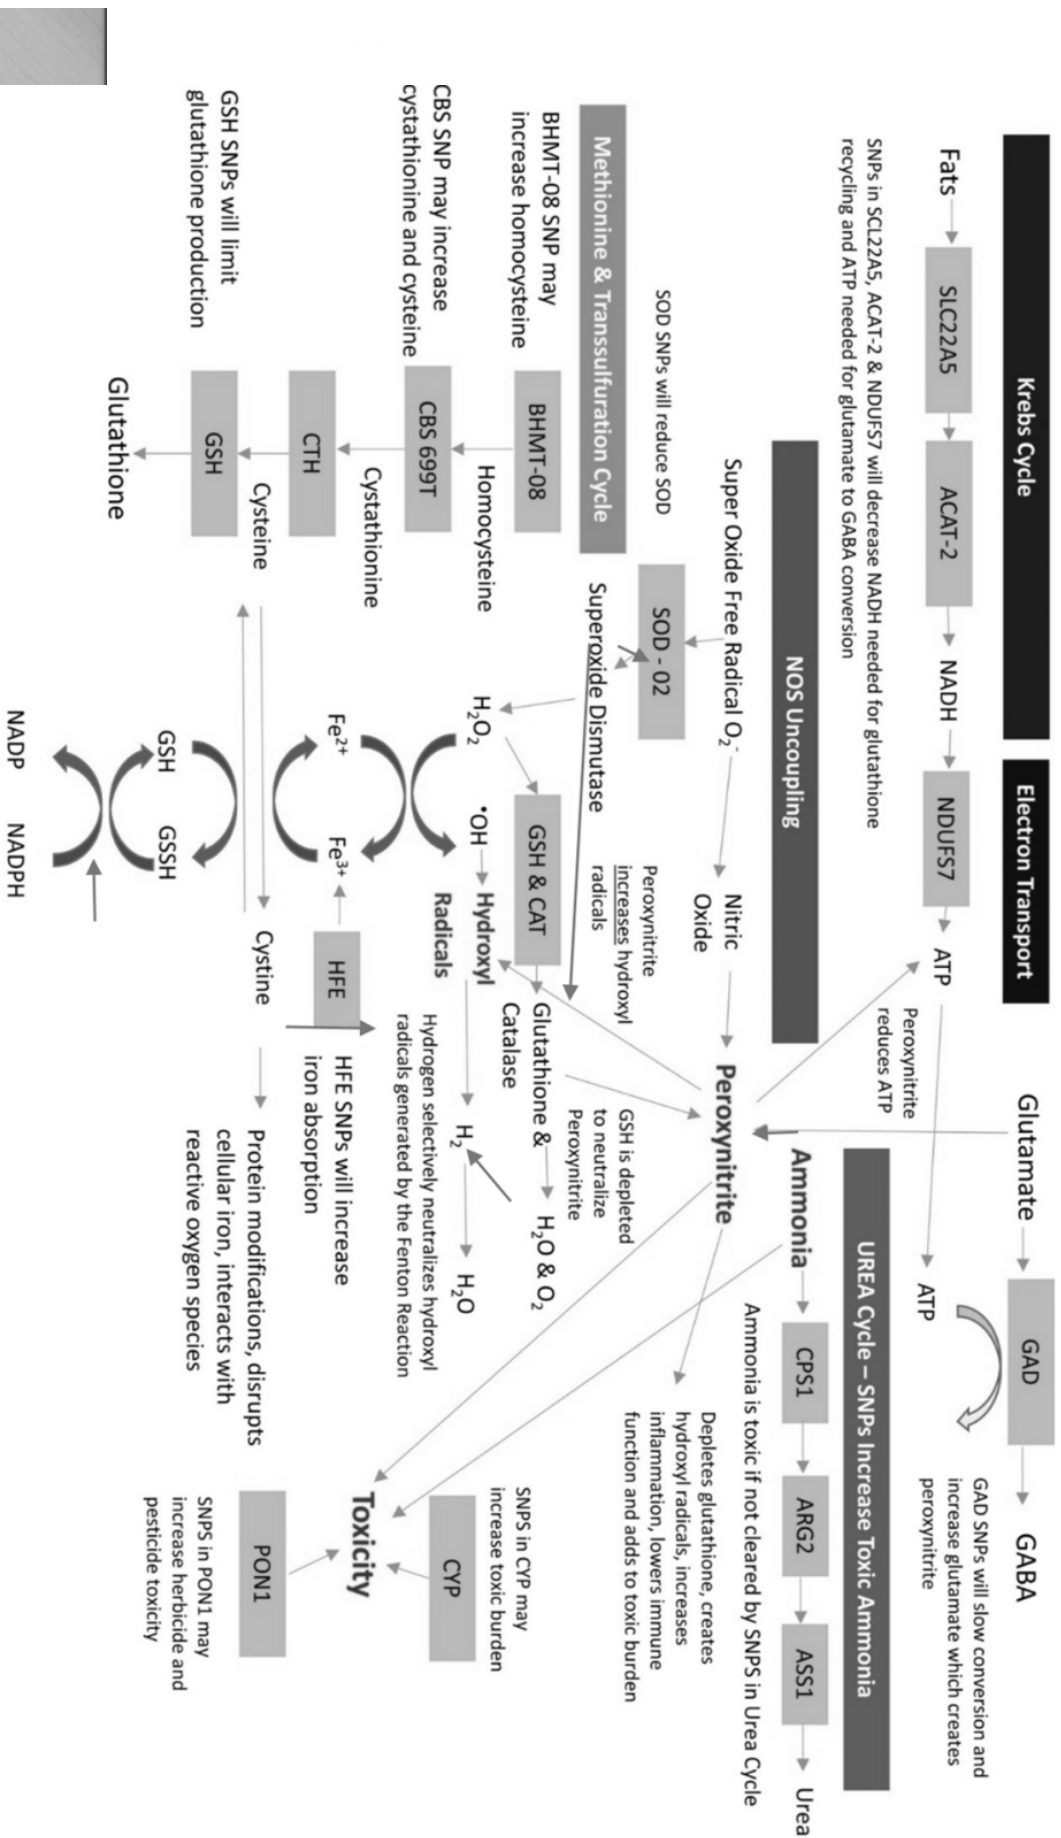 Krebs Cycle
Electron Transport
Fats
SLC22A5
ACAT-2
NADH
NDUFS7
ATP
SNPs in SCL22A5, ACAT-2 & NDUFS7 will decrease NADH needed for glutathione
recycling and ATP needed for glutamate to GABA conversion
Glutamate
GAD
GABA
ATP
GAD SNPs will slow conversion and
increase glutamate which creates
peroxynitrite
Peroxynitrite
reduces ATP
NOS Uncoupling
UREA Cycle – SNPs Increase Toxic Ammonia
Super Oxide Free Radical O₂⁻
Nitric
Oxide
Peroxynitrite
Ammonia
CPS1
ARG2
ASS1
Urea
Ammonia is toxic if not cleared by SNPS in Urea Cycle
SOD SNPs will reduce SOD
SOD - 02
Superoxide Dismutase
Peroxynitrite
increases hydroxyl
radicals
GSH is depleted
to neutralize
Peroxynitrite
Depletes glutathione, creates
hydroxyl radicals, increases
inflammation, lowers immune
function and adds to toxic burden
Methionine & Transsulfuration Cycle
BHMT-08 SNP may
increase homocysteine
BHMT-08
Homocysteine
CBS SNP may increase
cystathionine and cysteine
CBS 699T
Cystathionine
CTH
Cysteine
GSH SNPs will limit
glutathione production
GSH
Glutathione
H₂O₂
GSH & CAT
Glutathione &
Catalase
H₂O & O₂
•OH
Hydroxyl
Radicals
H₂
H₂O
Hydrogen selectively neutralizes hydroxyl
radicals generated by the Fenton Reaction
Fe²⁺
Fe³⁺
HFE
HFE SNPs will increase
iron absorption
Cystine
Protein modifications, disrupts
cellular iron, interacts with
reactive oxygen species
GSH
GSSH
NADP
NADPH
SNPS in CYP may
increase toxic burden
CYP
Toxicity
PON1
SNPS in PON1 may
increase herbicide and
pesticide toxicity